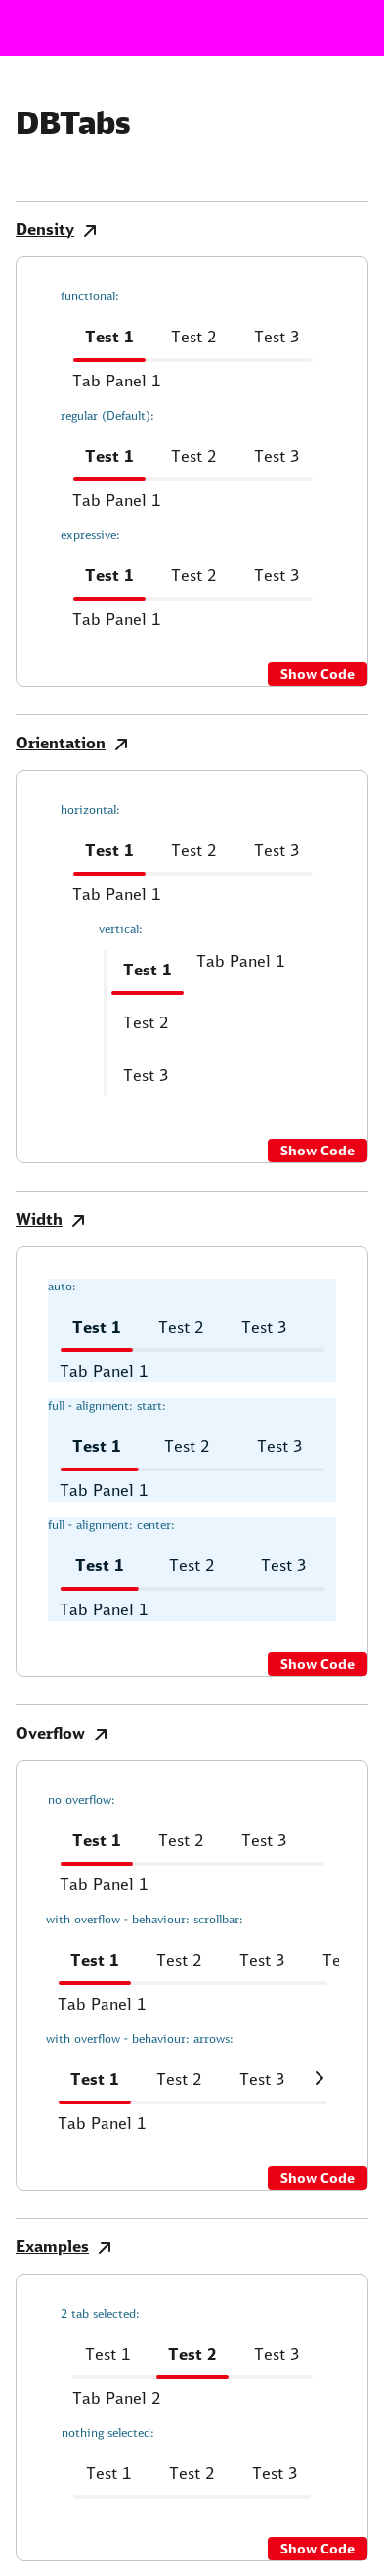 DBTabs
Density
functional:
Test 1 Test 2 Test 3
Tab Panel 1
regular (Default):
Test 1 Test 2 Test 3
Tab Panel 1
expressive:
Test 1 Test 2 Test 3
Tab Panel 1
Show Code
Orientation
horizontal:
Test 1 Test 2 Test 3
Tab Panel 1
vertical:
Test 1 Tab Panel 1
Test 2
Test 3
Show Code
Width
auto:
Test 1 Test 2 Test 3
Tab Panel 1
full - alignment: start:
Test 1 Test 2 Test 3
Tab Panel 1
full - alignment: center:
Test 1 Test 2 Test 3
Tab Panel 1
Show Code
Overflow
no overflow:
Test 1 Test 2 Test 3
Tab Panel 1
with overflow - behaviour: scrollbar:
Test 1 Test 2 Test 3 Te
Tab Panel 1
with overflow - behaviour: arrows:
Test 1 Test 2 Test 3
Tab Panel 1
Show Code
Examples
2 tab selected:
Test 1 Test 2 Test 3
Tab Panel 2
nothing selected:
Test 1 Test 2 Test 3
Show Code